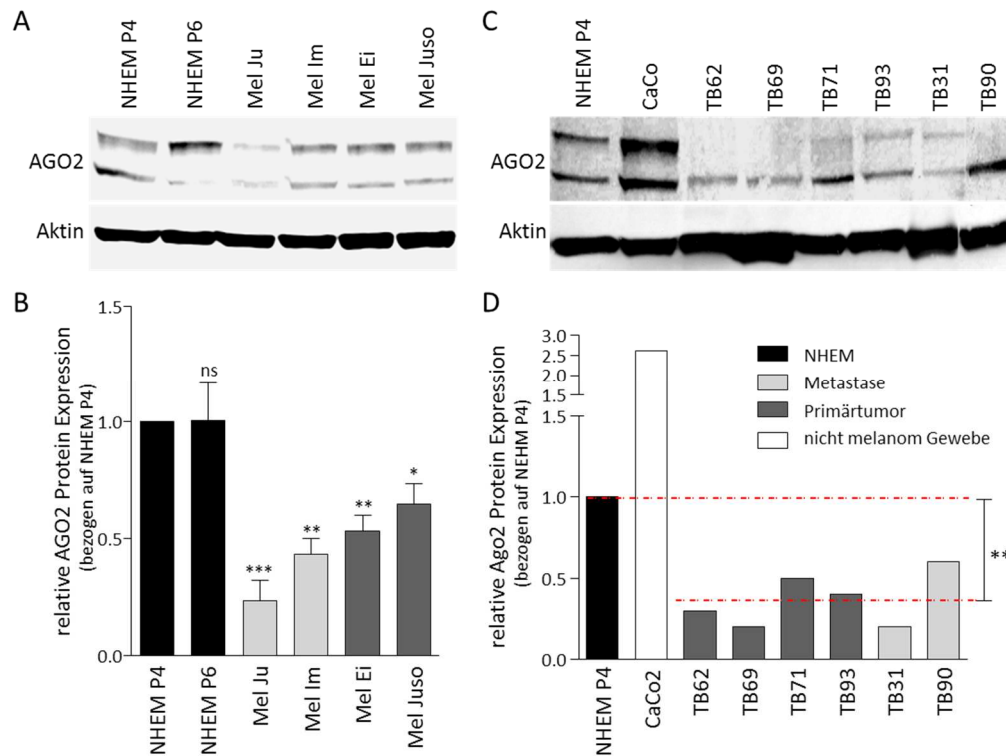 A
NHEM P4
NHEM P6
Mel Ju
Mel Im
Mel Ei
Mel Juso
AGO2
Aktin
C
NHEM P4
CaCo
TB62
TB69
TB71
TB93
TB31
TB90
AGO2
Aktin
B
relative AGO2 Protein Expression
(bezogen auf NHEM P4)
1.5
1.0
0.5
0.0
ns
***
**
**
*
NHEM P4
NHEM P6
Mel Ju
Mel Im
Mel Ei
Mel Juso
D
relative Ago2 Protein Expression
(bezogen auf NEHM P4)
3.0
2.5
2.0
1.5
1.5
1.0
0.5
0.0
NHEM
Metastase
Primärtumor
nicht melanom Gewebe
**
NHEM P4
CaCo2
TB62
TB69
TB71
TB93
TB31
TB90